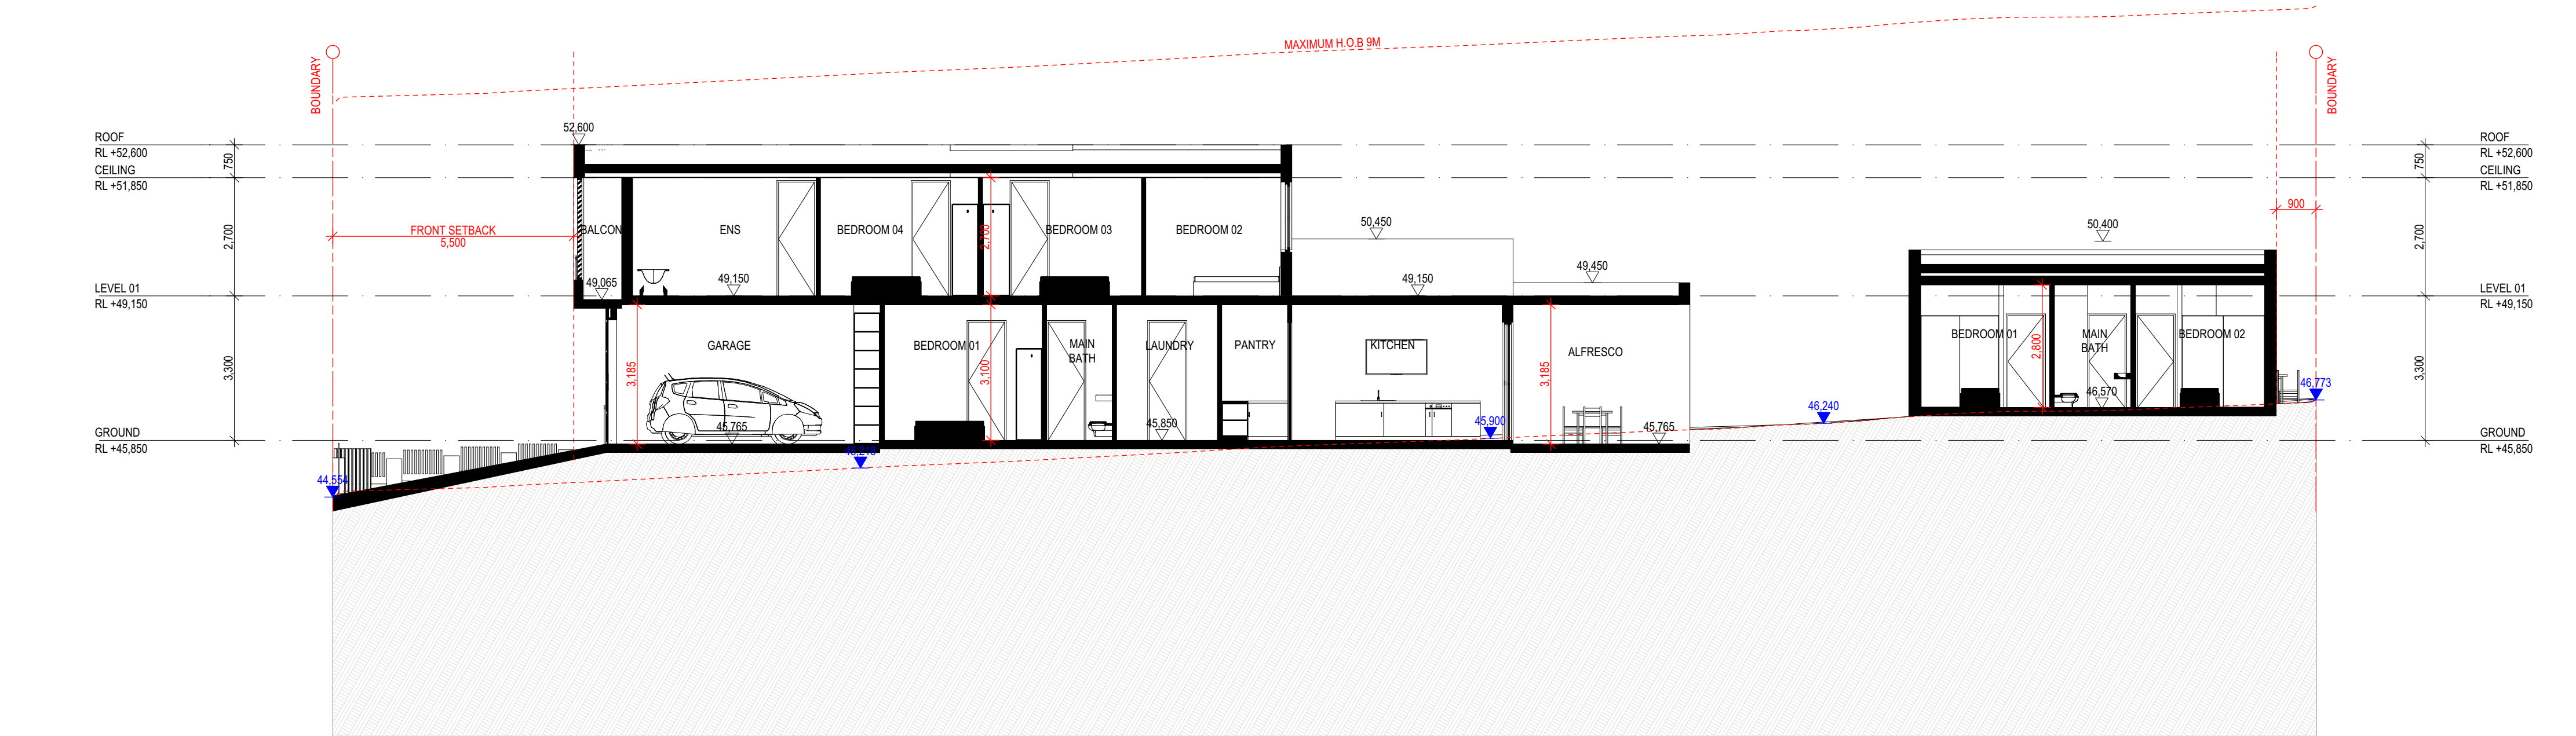 MAXIMUM H.O.B 9M
BOUNDARY
BOUNDARY
52,600
ROOF
RL +52,600
CEILING
RL +51,850
750
ROOF
RL +52,600
CEILING
RL +51,850
750
900
FRONT SETBACK
5,500
2,700
BALCON
ENS
BEDROOM 04
2,700
BEDROOM 03
BEDROOM 02
50,450
50,400
2,700
49,065
49,150
49,150
49,450
LEVEL 01
RL +49,150
LEVEL 01
RL +49,150
3,300
3,185
GARAGE
BEDROOM 01
3,100
MAIN
BATH
LAUNDRY
PANTRY
KITCHEN
3,185
ALFRESCO
BEDROOM 01
2,800
MAIN
BATH
BEDROOM 02
3,300
46,773
46,570
46,240
45,765
45,850
45,900
45,765
GROUND
RL +45,850
GROUND
RL +45,850
44,554